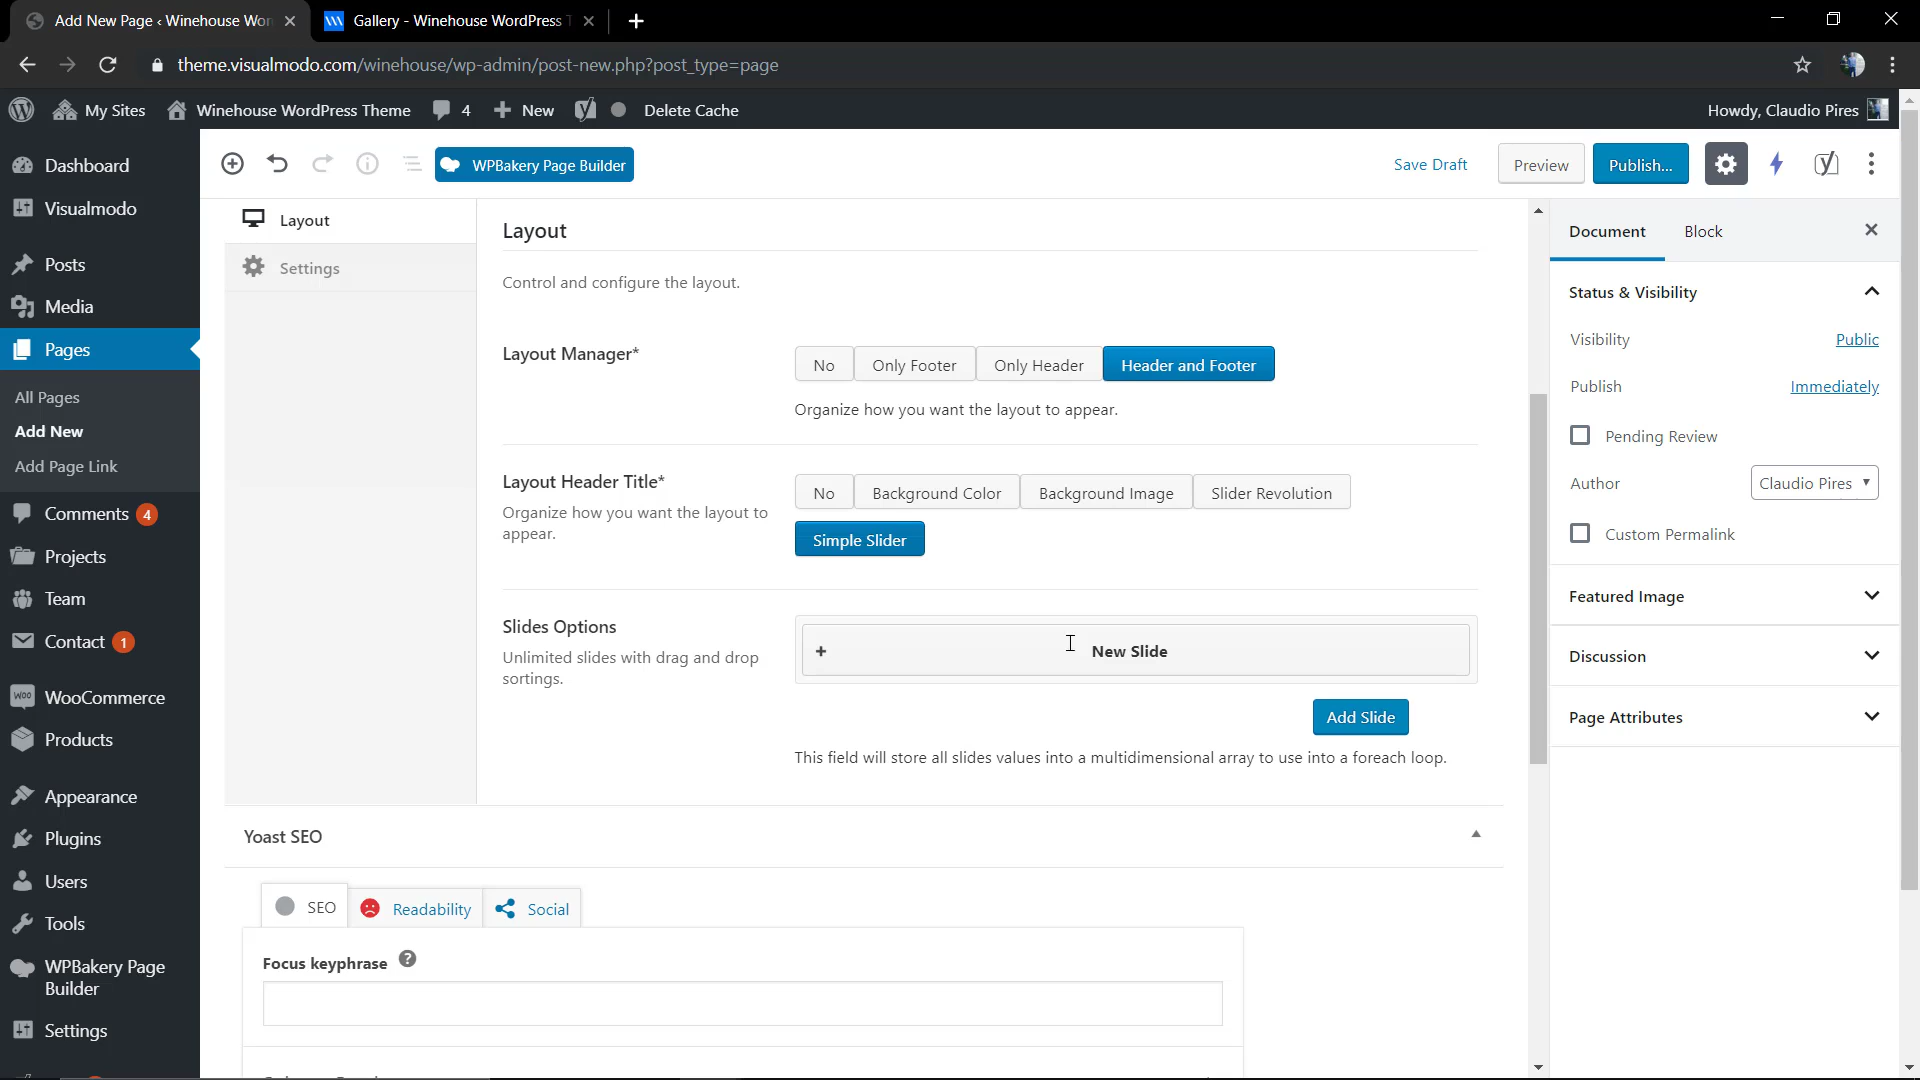 Add New Page ‹ Winehouse Wor
Gallery - Winehouse WordPress T
theme.visualmodo.com/winehouse/wp-admin/post-new.php?post_type=page
My Sites
Winehouse WordPress Theme
4
New
Delete Cache
Howdy, Claudio Pires
Dashboard
Visualmodo
Posts
Media
Pages
All Pages
Add New
Add Page Link
Comments 4
Projects
Team
Contact 1
WooCommerce
Products
Appearance
Plugins
Users
Tools
WPBakery Page
Builder
Settings
WPBakery Page Builder
Save Draft
Preview
Publish...
Layout
Settings
Layout
Control and configure the layout.
Layout Manager*
No
Only Footer
Only Header
Header and Footer
Organize how you want the layout to appear.
Layout Header Title*
Organize how you want the layout to
appear.
No
Background Color
Background Image
Slider Revolution
Simple Slider
Slides Options
Unlimited slides with drag and drop
sortings.
+ New Slide
Add Slide
This field will store all slides values into a multidimensional array to use into a foreach loop.
Yoast SEO
SEO
Readability
Social
Focus keyphrase
Document
Block
Status & Visibility
Visibility
Public
Publish
Immediately
Pending Review
Author
Claudio Pires
Custom Permalink
Featured Image
Discussion
Page Attributes